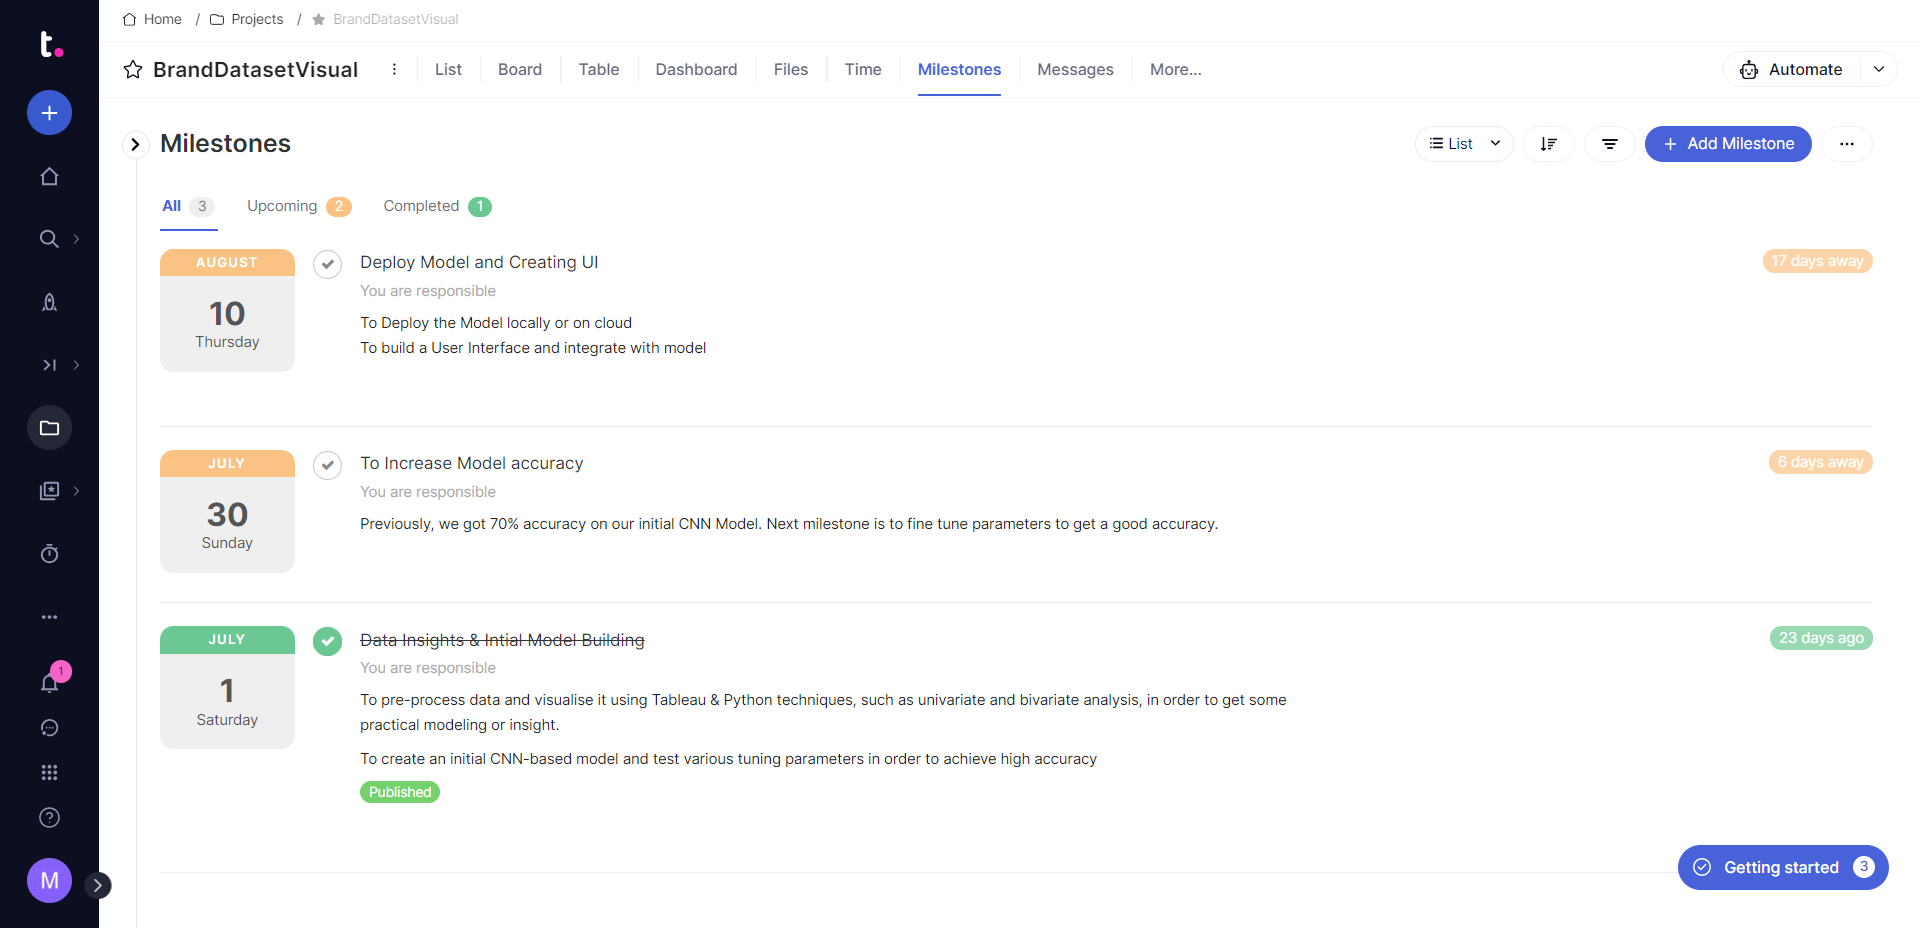 Home / Projects / BrandDatasetVisual
t.
BrandDatasetVisual
List
Board
Table
Dashboard
Files
Time
Milestones
Messages
More...
Automate
Milestones
List
Add Milestone
All 3
Upcoming 2
Completed 1
AUGUST
10
Thursday
Deploy Model and Creating UI
17 days away
You are responsible
To Deploy the Model locally or on cloud
To build a User Interface and integrate with model
JULY
30
Sunday
To Increase Model accuracy
6 days away
You are responsible
Previously, we got 70% accuracy on our initial CNN Model. Next milestone is to fine tune parameters to get a good accuracy.
JULY
1
Saturday
Data Insights & Intial Model Building
23 days ago
You are responsible
To pre-process data and visualise it using Tableau & Python techniques, such as univariate and bivariate analysis, in order to get some
practical modeling or insight.
To create an initial CNN-based model and test various tuning parameters in order to achieve high accuracy
Published
1
M
Getting started 3